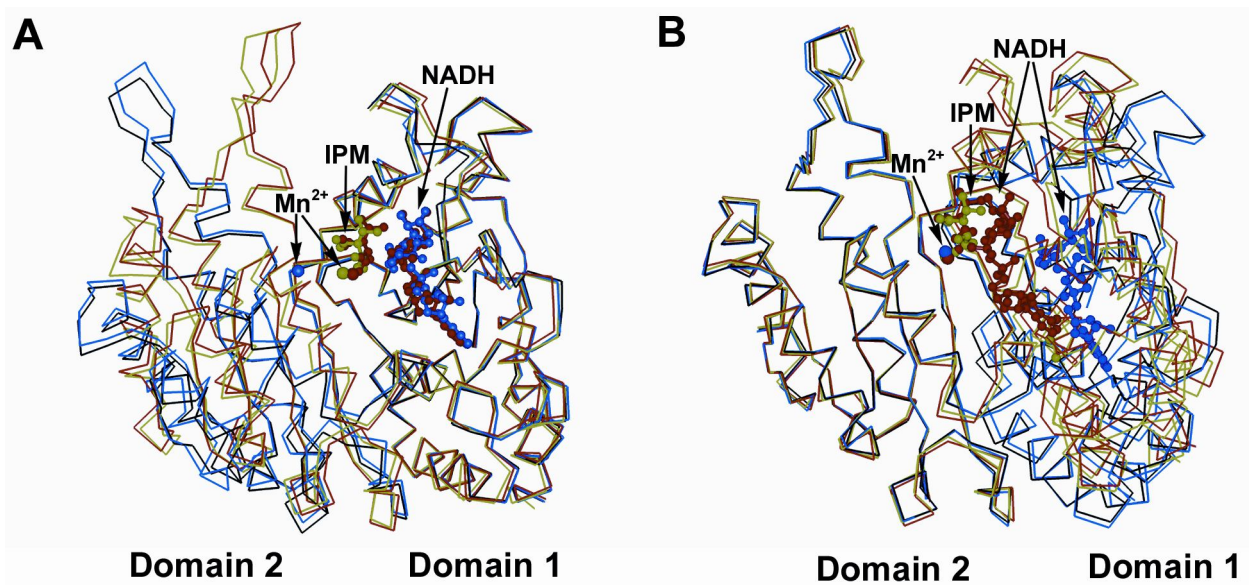 A
NADH
IPM
Mn²⁺
Domain 2
Domain 1
B
NADH
IPM
Mn²⁺
Domain 2
Domain 1